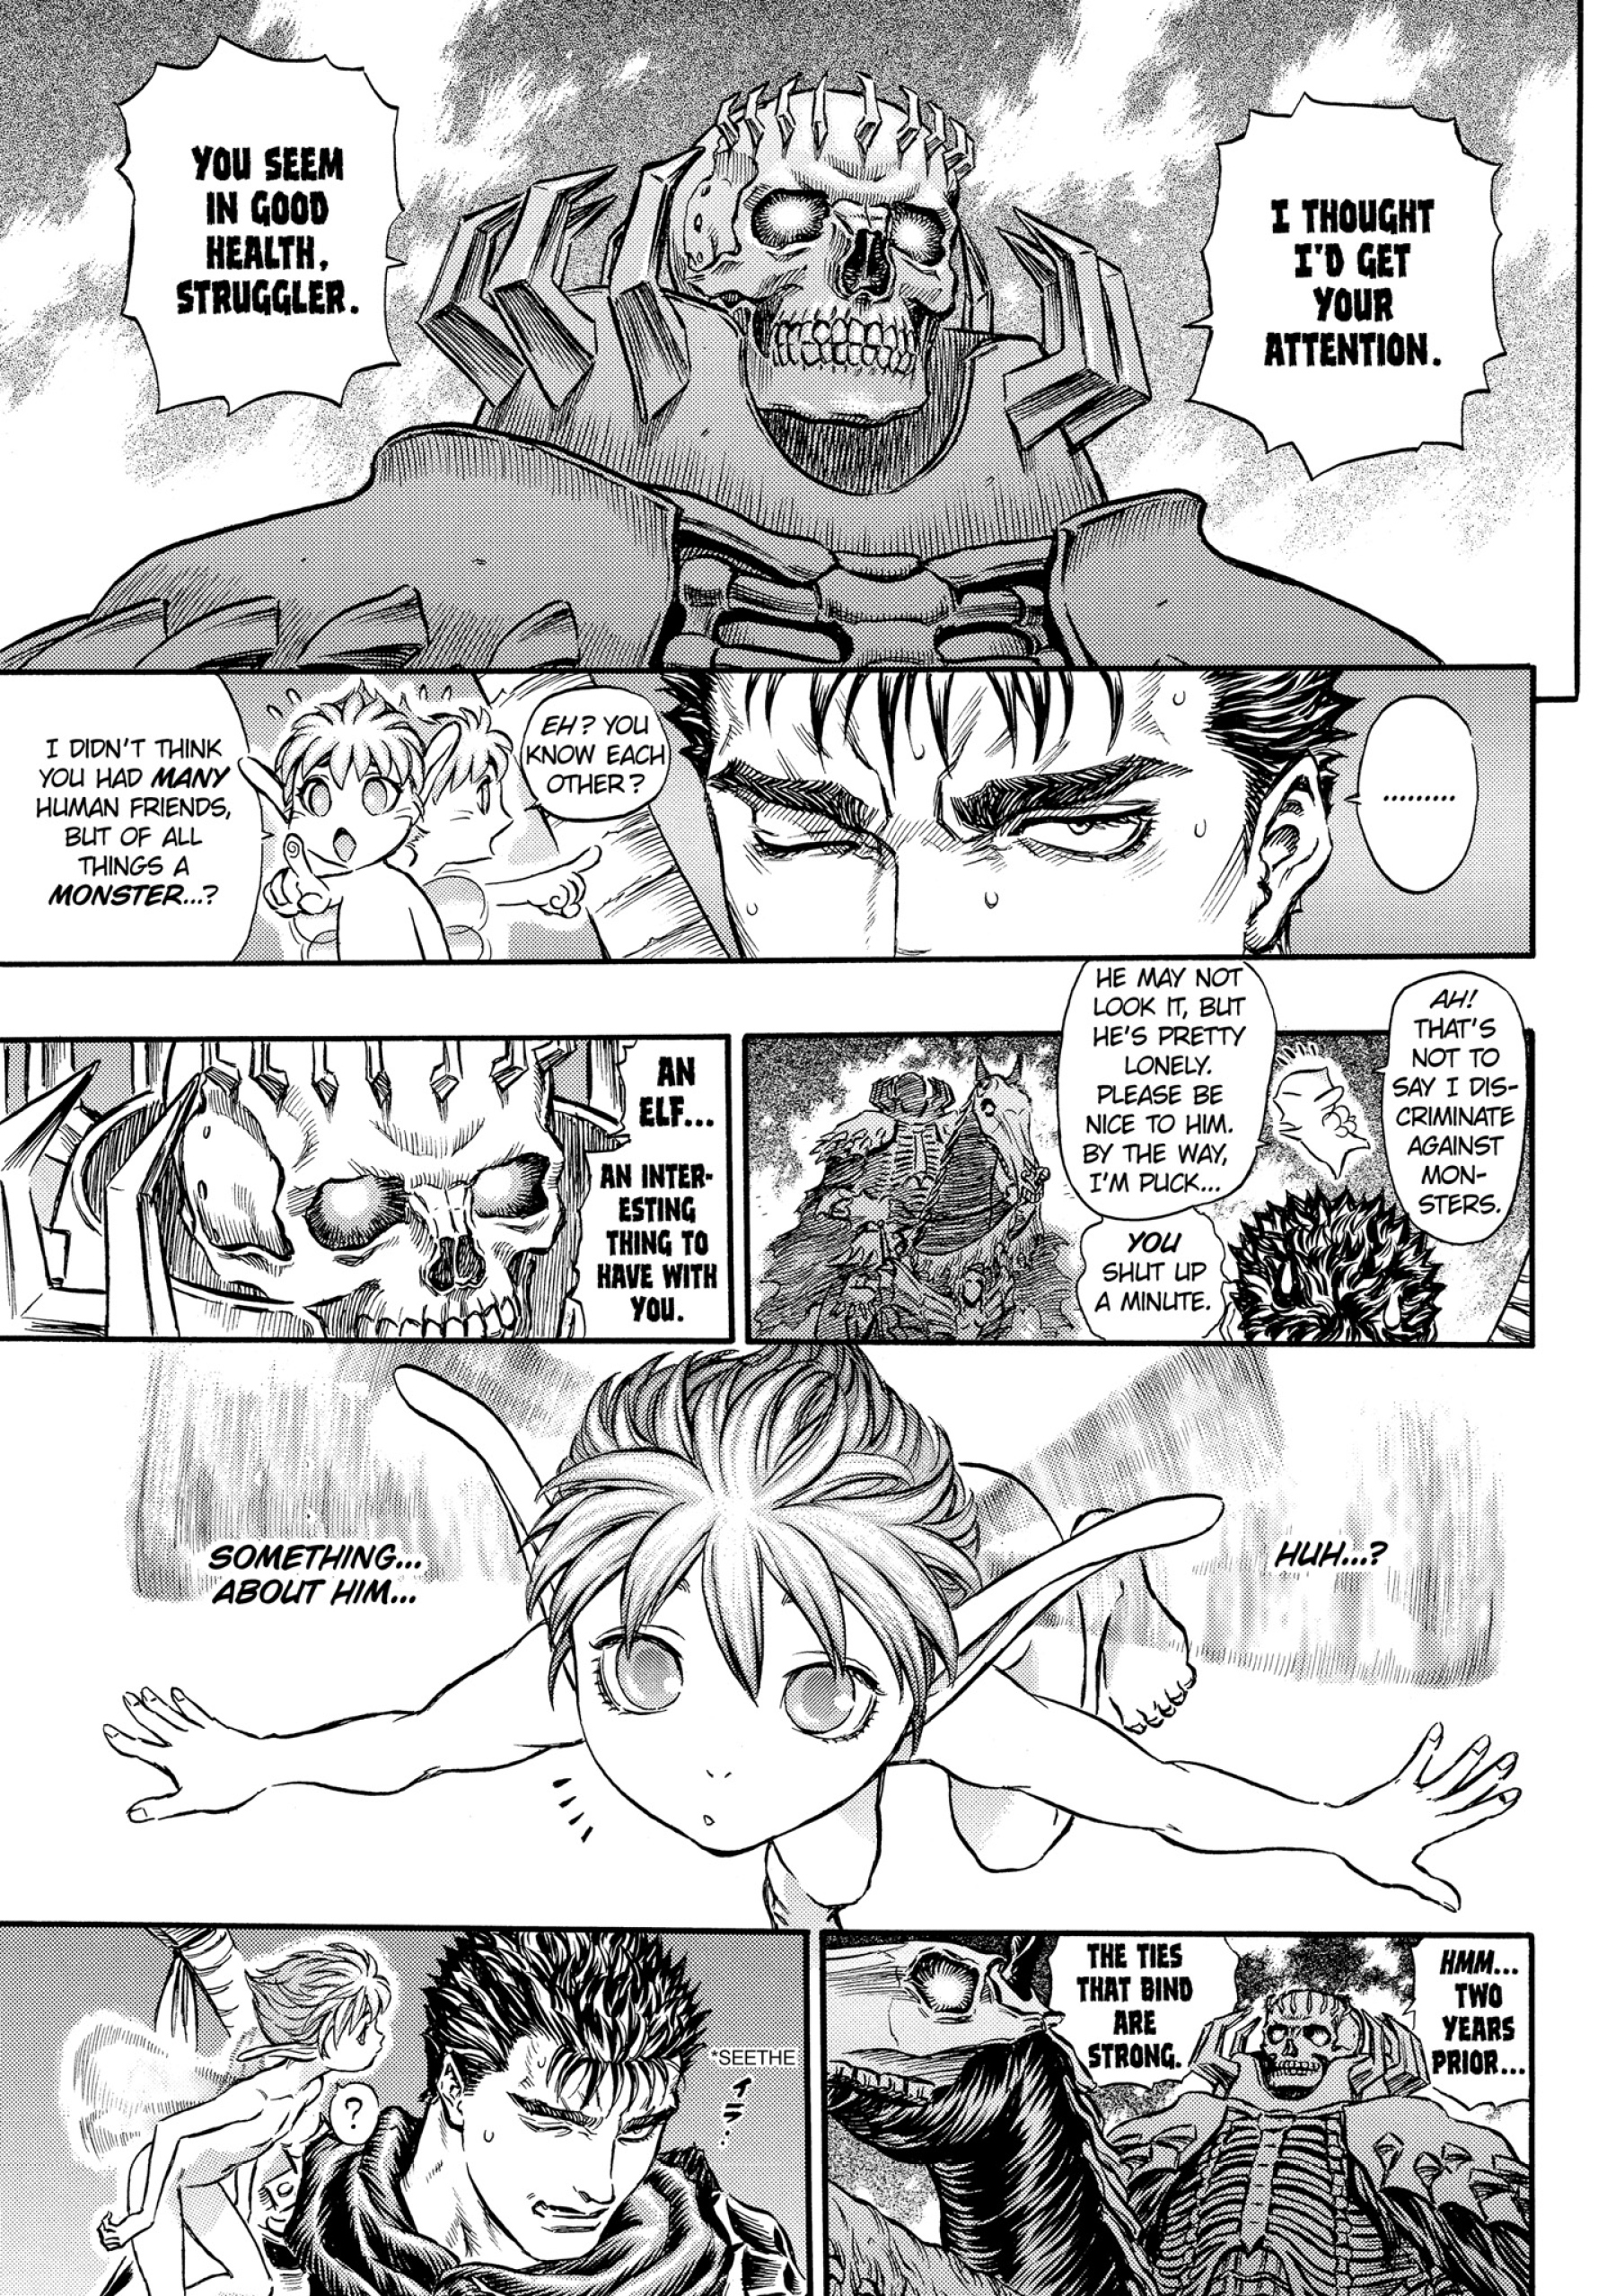 I THOUGHT
I'D GET
YOUR
ATTENTION.
YOU SEEM
IN GOOD
HEALTH,
STRUGGLER.
.........
EH? YOU
KNOW EACH
OTHER?
I DIDN'T THINK
YOU HAD MANY
HUMAN FRIENDS,
BUT OF ALL
THINGS A
MONSTER...?
AH!
THAT'S
NOT TO
SAY I DIS-
CRIMINATE
AGAINST
MON-
STERS.
HE MAY NOT
LOOK IT, BUT
HE'S PRETTY
LONELY.
PLEASE BE
NICE TO HIM.
BY THE WAY,
I'M PUCK...
YOU
SHUT UP
A MINUTE.
AN
ELF...
AN INTER-
ESTING
THING TO
HAVE WITH
YOU.
HUH...?
SOMETHING...
ABOUT HIM...
HMM...
TWO
YEARS
PRIOR...
THE TIES
THAT BIND
ARE
STRONG.
*SEETHE
イラ..
?